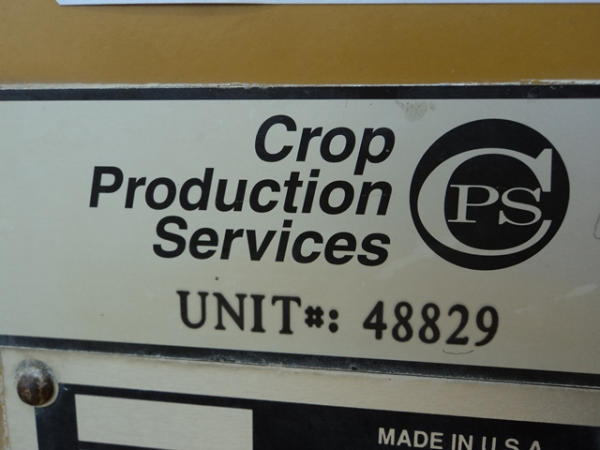 Crop
Production
Services
CPS
UNIT#: 48829
MADE IN U.S.A.